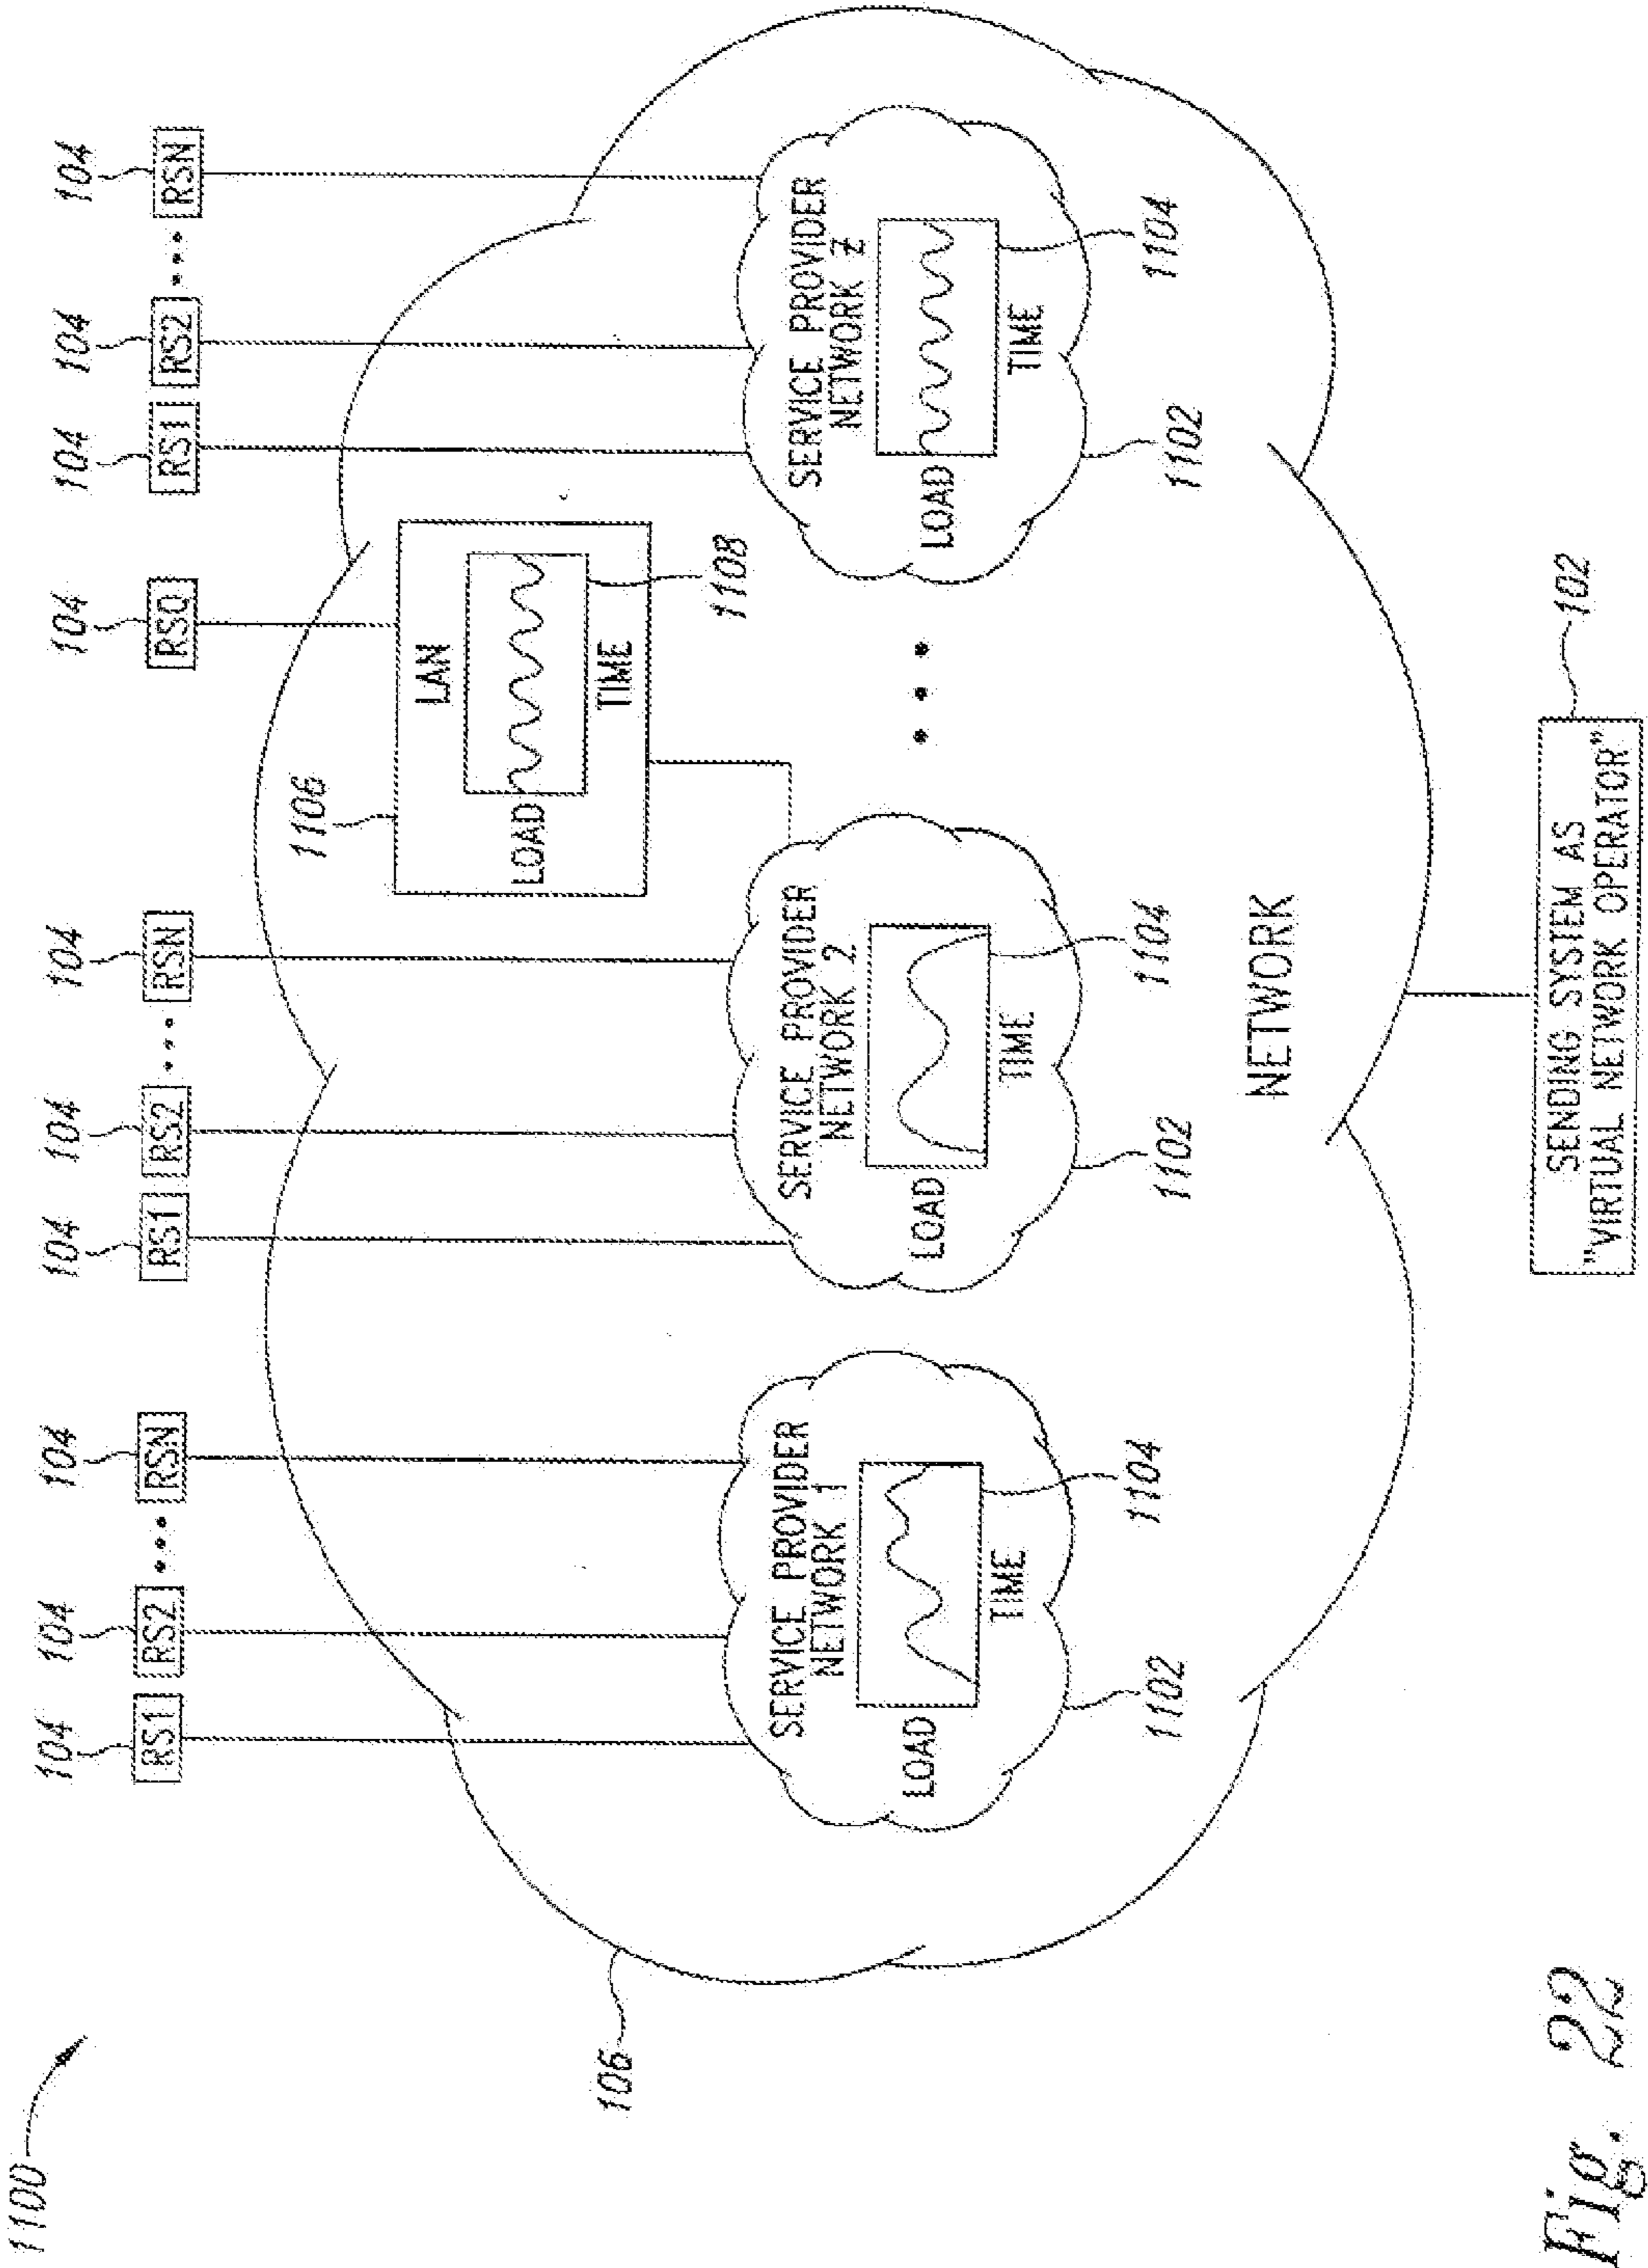 1100
104 104 104 104 104 104 104 104 104 104
RS1 RS2 •••• RSN RS1 RS2 •••• RSN RSQ RS1 RS2 •••• RSN
106
1106
LAN
LOAD
TIME
1108
SERVICE PROVIDER
NETWORK 1
LOAD
TIME
1102
1104
SERVICE PROVIDER
NETWORK 2
LOAD
TIME
1102
1104
• • •
SERVICE PROVIDER
NETWORK Z
LOAD
TIME
1102
1104
NETWORK
SENDING SYSTEM AS
"VIRTUAL NETWORK OPERATOR"
102
Fig. 22